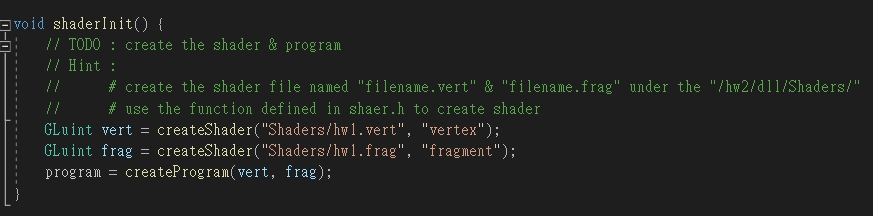 void shaderInit() {
// TODO : create the shader & program
// Hint :
// # create the shader file named "filename.vert" & "filename.frag" under the "/hw2/dll/Shaders/"
// # use the function defined in shaer.h to create shader
GLuint vert = createShader("Shaders/hw1.vert", "vertex");
GLuint frag = createShader("Shaders/hw1.frag", "fragment");
program = createProgram(vert, frag);
}